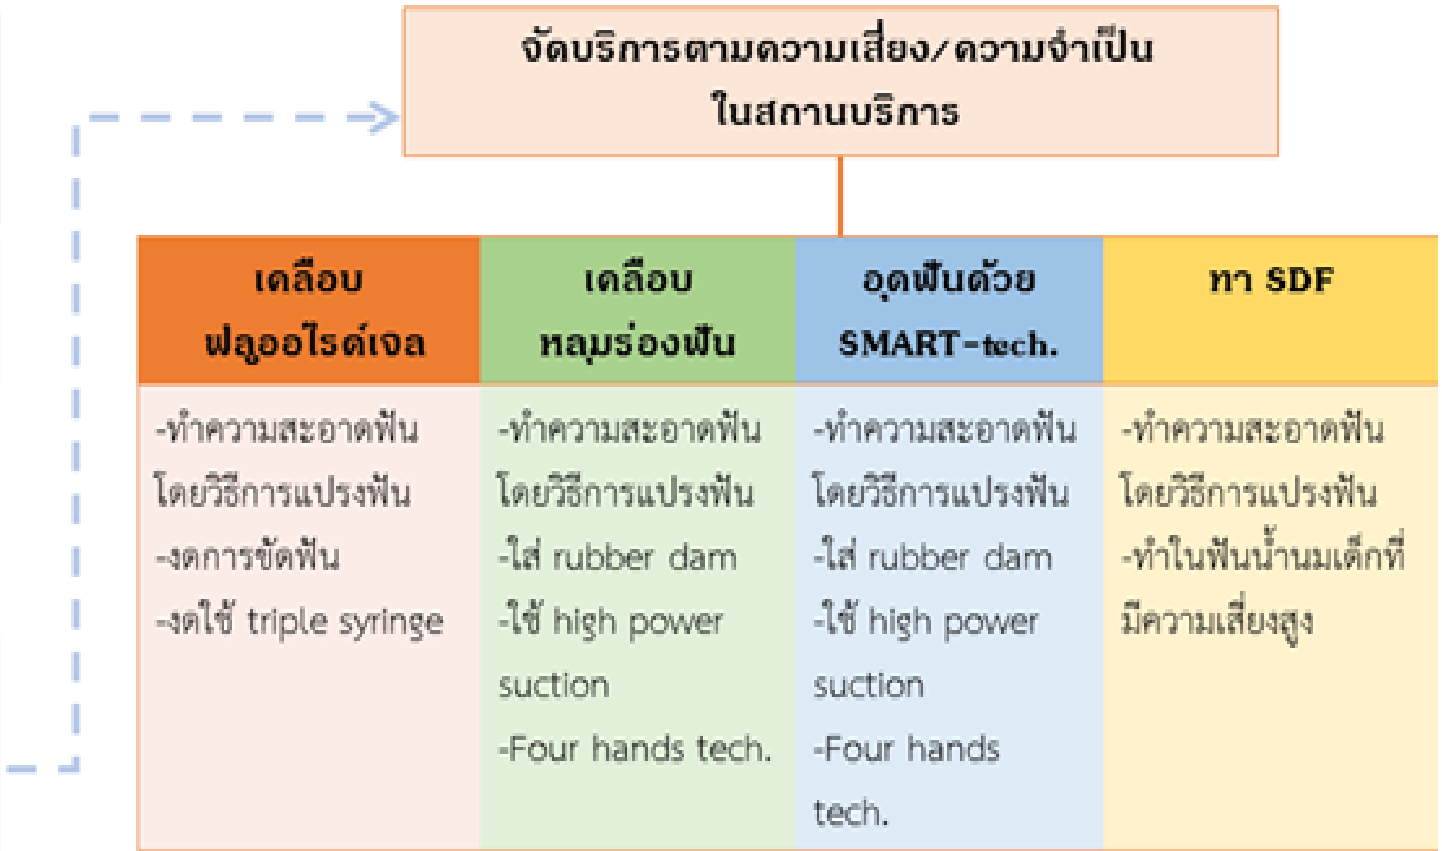 จัดบริการตามความเสี่ยง/ความจำเป็น
ในสถานบริการ
เคลือบ
ฟลูออไรด์เจล
เคลือบ
หลุมร่องฟัน
อุดฟันด้วย
SMART-tech.
ทา SDF
-ทำความสะอาดฟัน
โดยวิธีการแปรงฟัน
-งดการขัดฟัน
-งดใช้ triple syringe
-ทำความสะอาดฟัน
โดยวิธีการแปรงฟัน
-ใส่ rubber dam
-ใช้ high power
suction
-Four hands tech.
-ทำความสะอาดฟัน
โดยวิธีการแปรงฟัน
-ใส่ rubber dam
-ใช้ high power
suction
-Four hands
tech.
-ทำความสะอาดฟัน
โดยวิธีการแปรงฟัน
-ทำในฟันน้ำนมเด็กที่
มีความเสี่ยงสูง